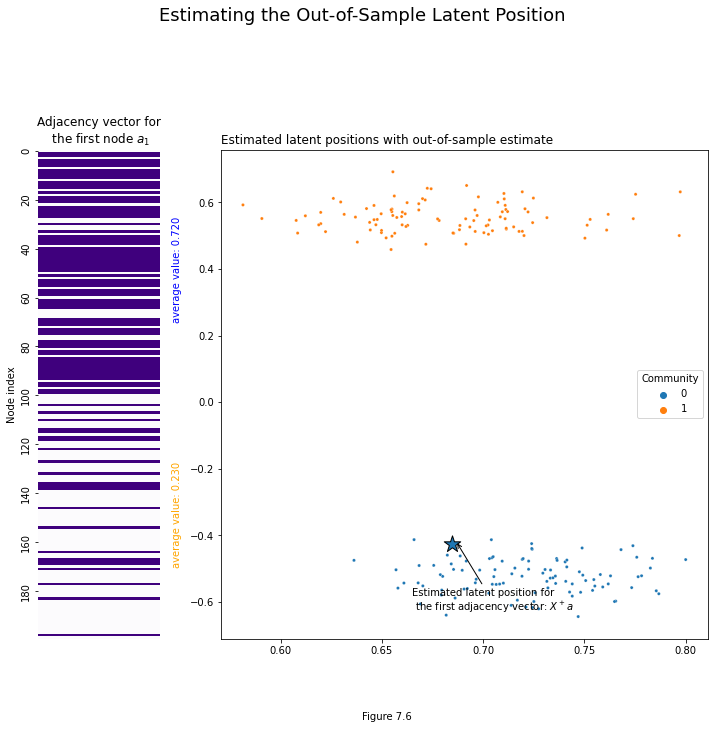 Estimating the Out-of-Sample Latent Position
Adjacency vector for
the first node a₁
Node index
0
20
40
60
80
100
120
140
160
180
average value: 0.720
average value: 0.230
Estimated latent positions with out-of-sample estimate
0.6
0.4
0.2
0.0
−0.2
−0.4
−0.6
Community
0
1
Estimated latent position for
the first adjacency vector: X⁺a
0.60
0.65
0.70
0.75
0.80
Figure 7.6